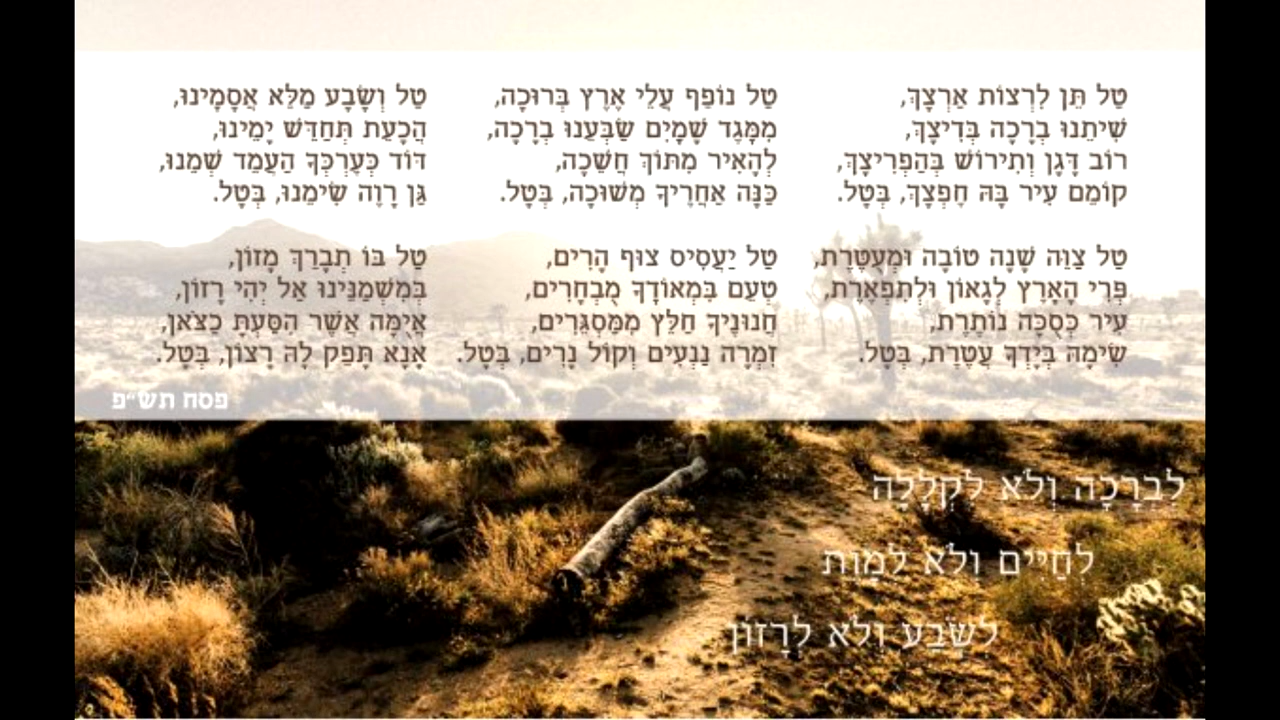 טַל תֵּן לִרְצוֹת אַרְצָךְ,
שִׁיתֵנוּ בְרָכָה בְּדִיצָךְ,
רוֹב דָּגָן וְתִירוֹשׁ בְּהַפְרִיצָךְ,
קוֹמֵם עִיר בָּהּ חֶפְצָךְ, בְּטָל.
טַל צַוֵּה שָׁנָה טוֹבָה וּמְעֻטֶּרֶת,
פְּרִי הָאָרֶץ לְגָאוֹן וּלְתִפְאֶרֶת,
עִיר כַּסֻּכָּה נוֹתֶרֶת,
שִׂימָהּ בְּיָדְךָ עֲטֶרֶת, בְּטָל.
טַל נוֹפֵף עֲלֵי אֶרֶץ בְּרוּכָה,
מִמֶּגֶד שָׁמַיִם שַׂבְּעֵנוּ בְרָכָה,
לְהָאִיר מִתּוֹךְ חֲשֵׁכָה,
כַּנָּה אַחֲרֶיךָ מְשׁוּכָה, בְּטָל.
טַל יַעֲסִיס צוּף הָרִים,
טְעֵם בִּמְאוֹדֶךָ מֻבְחָרִים,
חֲנוּנֶיךָ חַלֵּץ מִמַּסְגֵּרִים,
זִמְרָה נַנְעִים וְקוֹל נָרִים, בְּטָל.
טַל וְשָׂבָע מַלֵּא אֲסָמֵינוּ,
הֲכָעֵת תְּחַדֵּשׁ יָמֵינוּ,
דּוֹד כְּעֶרְכְּךָ הַעֲמֵד שְׁמֵנוּ,
גַּן רָוֶה שִׂימֵנוּ, בְּטָל.
טַל בּוֹ תְבָרֵךְ מָזוֹן,
בְּמִשְׁמַנֵּינוּ אַל יְהִי רָזוֹן,
אֲיֻמָּה אֲשֶׁר הִסַּעְתָּ כַצֹּאן,
אָנָא תָּפֵק לָהּ רָצוֹן, בְּטָל.
פסח תש״פ
לִבְרָכָה וְלֹא לִקְלָלָה
לְחַיִּים וְלֹא לְמָוֶת
לְשָׂבָע וְלֹא לְרָזוֹן